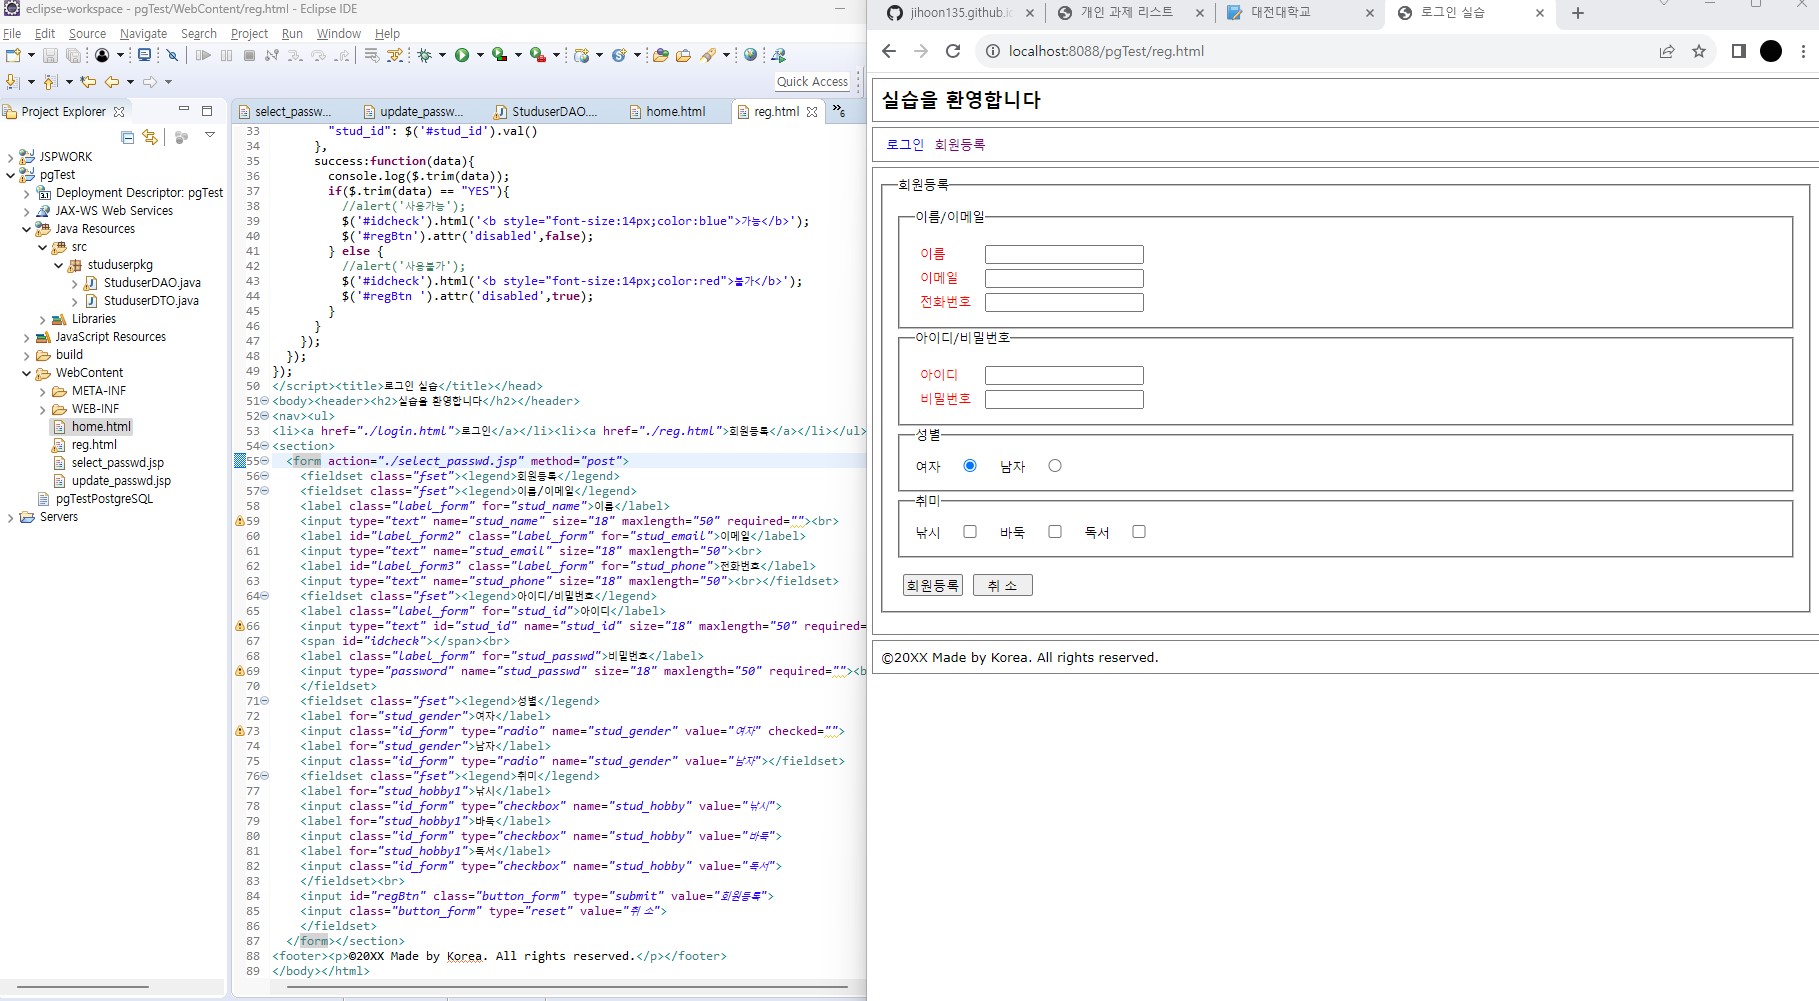 eclipse-workspace - pgTest/WebContent/reg.html - Eclipse IDE
File Edit Source Navigate Search Project Run Window Help
Quick Access
Project Explorer
JSPWORK
pgTest
Deployment Descriptor: pgTest
JAX-WS Web Services
Java Resources
src
studuserpkg
StuduserDAO.java
StuduserDTO.java
Libraries
JavaScript Resources
build
WebContent
META-INF
WEB-INF
home.html
reg.html
select_passwd.jsp
update_passwd.jsp
pgTestPostgreSQL
Servers
select_passw... update_passw... StuduserDAO.... home.html reg.html »6
33 "stud_id": $('#stud_id').val()
34 },
35 success:function(data){
36 console.log($.trim(data));
37 if($.trim(data) == "YES"){
38 //alert('사용가능');
39 $('#idcheck').html('<b style="font-size:14px;color:blue">가능</b>');
40 $('#regBtn').attr('disabled',false);
41 } else {
42 //alert('사용불가');
43 $('#idcheck').html('<b style="font-size:14px;color:red">불가</b>');
44 $('#regBtn ').attr('disabled',true);
45 }
46 }
47 });
48 });
49 });
50 </script><title>로그인 실습</title></head>
51 <body><header><h2>실습을 환영합니다</h2></header>
52 <nav><ul>
53 <li><a href="./login.html">로그인</a></li><li><a href="./reg.html">회원등록</a></li></ul>
54 <section>
55 <form action="./select_passwd.jsp" method="post">
56 <fieldset class="fset"><legend>회원등록</legend>
57 <fieldset class="fset"><legend>이름/이메일</legend>
58 <label class="label_form" for="stud_name">이름</label>
59 <input type="text" name="stud_name" size="18" maxlength="50" required=""><br>
60 <label id="label_form2" class="label_form" for="stud_email">이메일</label>
61 <input type="text" name="stud_email" size="18" maxlength="50"><br>
62 <label id="label_form3" class="label_form" for="stud_phone">전화번호</label>
63 <input type="text" name="stud_phone" size="18" maxlength="50"><br></fieldset>
64 <fieldset class="fset"><legend>아이디/비밀번호</legend>
65 <label class="label_form" for="stud_id">아이디</label>
66 <input type="text" id="stud_id" name="stud_id" size="18" maxlength="50" required=
67 <span id="idcheck"></span><br>
68 <label class="label_form" for="stud_passwd">비밀번호</label>
69 <input type="password" name="stud_passwd" size="18" maxlength="50" required=""><b
70 </fieldset>
71 <fieldset class="fset"><legend>성별</legend>
72 <label for="stud_gender">여자</label>
73 <input class="id_form" type="radio" name="stud_gender" value="여자" checked="">
74 <label for="stud_gender">남자</label>
75 <input class="id_form" type="radio" name="stud_gender" value="남자"></fieldset>
76 <fieldset class="fset"><legend>취미</legend>
77 <label for="stud_hobby1">낚시</label>
78 <input class="id_form" type="checkbox" name="stud_hobby" value="낚시">
79 <label for="stud_hobby1">바둑</label>
80 <input class="id_form" type="checkbox" name="stud_hobby" value="바둑">
81 <label for="stud_hobby1">독서</label>
82 <input class="id_form" type="checkbox" name="stud_hobby" value="독서">
83 </fieldset><br>
84 <input id="regBtn" class="button_form" type="submit" value="회원등록">
85 <input class="button_form" type="reset" value="취 소">
86 </fieldset>
87 </form></section>
88 <footer><p>©20XX Made by Korea. All rights reserved.</p></footer>
89 </body></html>
jihoon135.github.io 개인 과제 리스트 대전대학교 로그인 실습
localhost:8088/pgTest/reg.html
실습을 환영합니다
로그인 회원등록
회원등록
이름/이메일
이름
이메일
전화번호
아이디/비밀번호
아이디
비밀번호
성별
여자 남자
취미
낚시 바둑 독서
회원등록 취 소
©20XX Made by Korea. All rights reserved.